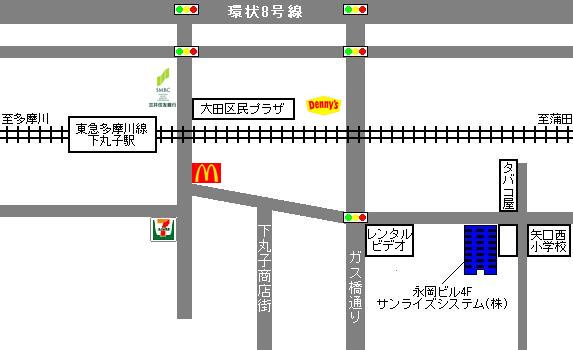 環状8号線
SMBC
三井住友銀行
大田区民プラザ
Denny's
至多摩川
東急多摩川線
下丸子駅
至蒲田
タバコ屋
7
レンタル
ビデオ
矢口西
小学校
下丸子商店街
ガス橋通り
永岡ビル4F
サンライズシステム(株)